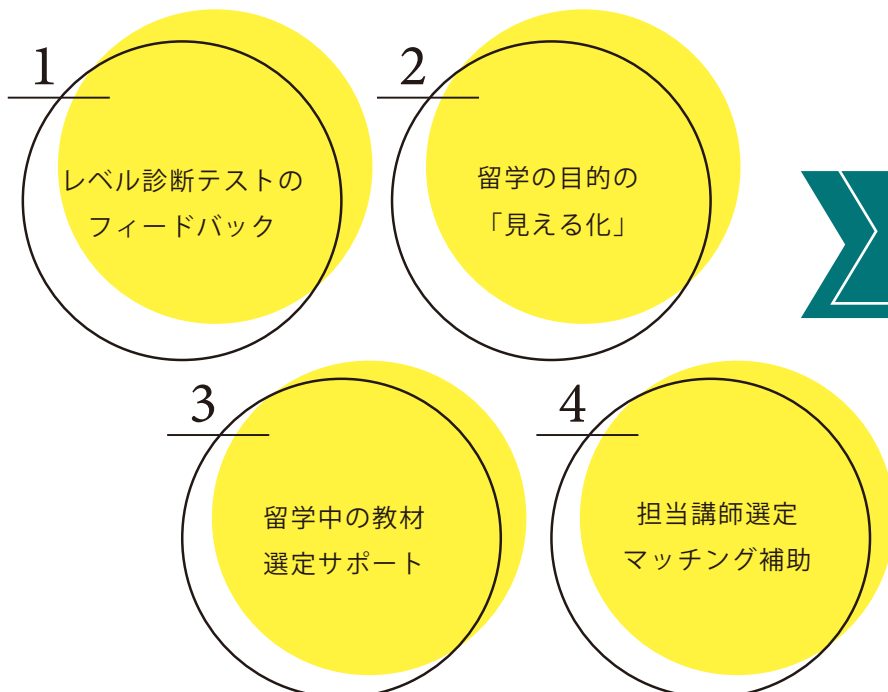 1
レベル診断テストの
フィードバック
2
留学の目的の
「見える化」
3
留学中の教材
選定サポート
4
担当講師選定
マッチング補助